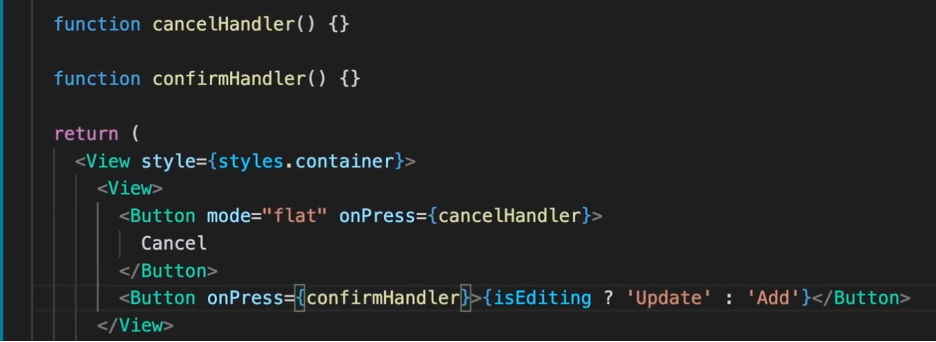 function cancelHandler() {}
function confirmHandler() {}
return (
<View style={styles.container}>
<View>
<Button mode="flat" onPress={cancelHandler}>
Cancel
</Button>
<Button onPress={confirmHandler}>{isEditing ? 'Update' : 'Add'}</Button>
</View>